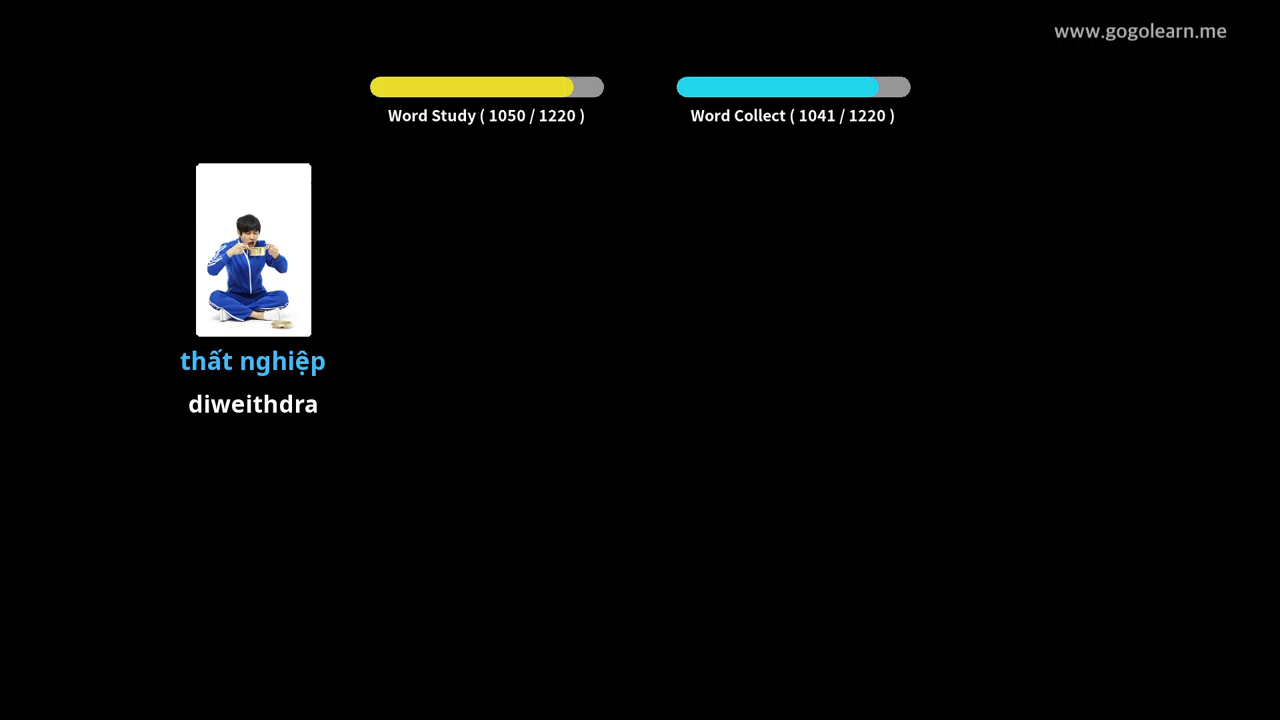 www.gogolearn.me
Word Study ( 1050 / 1220 )
Word Collect ( 1041 / 1220 )
thất nghiệp
diweithdra